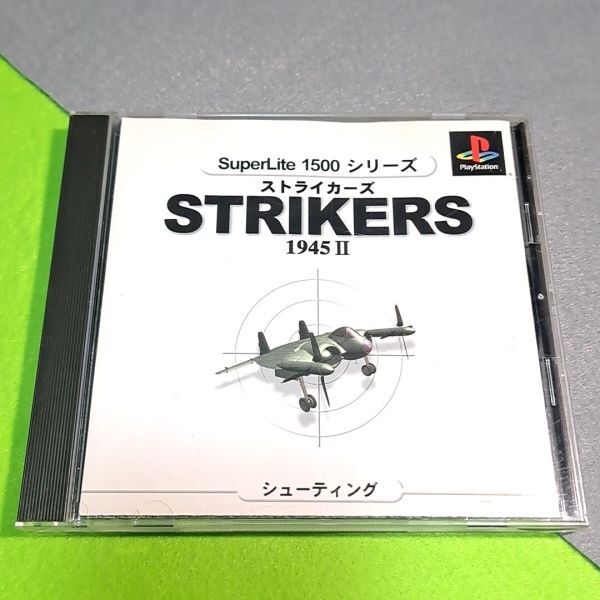 SuperLite 1500 シリーズ
PlayStation
ストライカーズ
STRIKERS
1945 II
シューティング